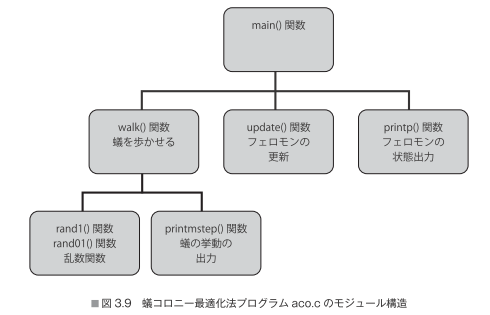 main() 関数
walk() 関数
蟻を歩かせる
update() 関数
フェロモンの
更新
printp() 関数
フェロモンの
状態出力
rand1() 関数
rand01() 関数
乱数関数
printmstep() 関数
蟻の挙動の
出力
■図 3.9 蟻コロニー最適化法プログラム aco.c のモジュール構造